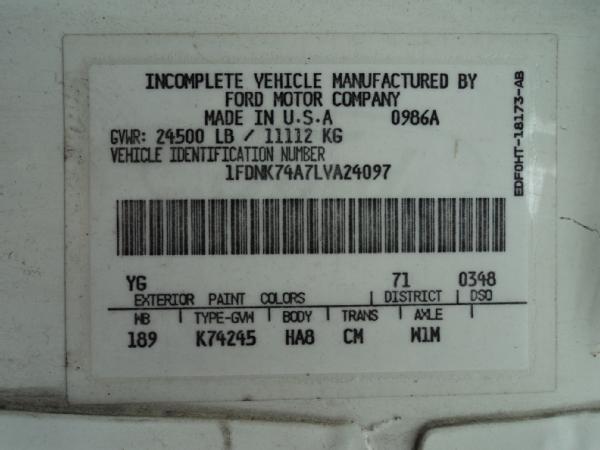 INCOMPLETE VEHICLE MANUFACTURED BY
FORD MOTOR COMPANY
MADE IN U.S.A 0986A
GVWR: 24500 LB / 11112 KG
VEHICLE IDENTIFICATION NUMBER
1FDNK74A7LVA24097
EDF0HT-18173-AB
YG 71 0348
EXTERIOR PAINT COLORS | DISTRICT | DSO
WB | TYPE-GVW | BODY | TRANS | AXLE
189 K74245 HA8 CM W1M